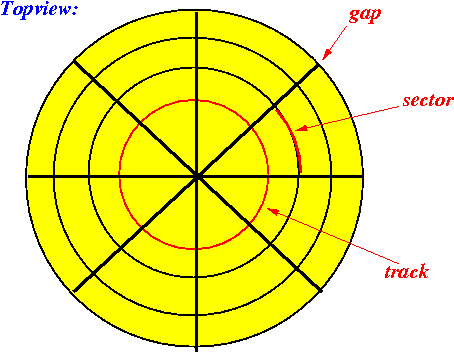 Topview:
gap
sector
track